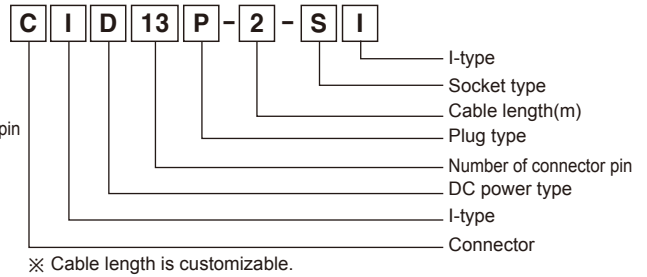 C I D 13 P - 2 - S I
I-type
Socket type
Cable length(m)
Plug type
pin
Number of connector pin
DC power type
I-type
Connector
※ Cable length is customizable.